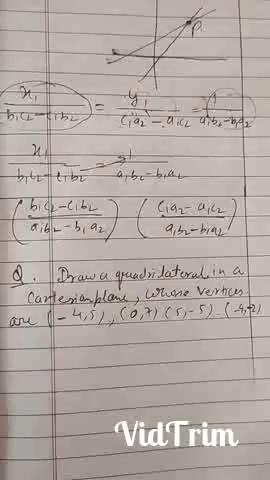 P
x₁/(b₁c₂-c₁b₂) = y₁/(c₁a₂-a₁c₂) = 1/(a₁b₂-b₁a₂)
x₁/(b₁c₂-c₁b₂) = 1/(a₁b₂-b₁a₂)
((b₁c₂-c₁b₂)/(a₁b₂-b₁a₂)) ((c₁a₂-a₁c₂)/(a₁b₂-b₁a₂))
Q. Draw a quadrilateral in a
Cartesian plane, whose vertices
are (-4,5), (0,7) (5,-5) (-4,-2)
VidTrim